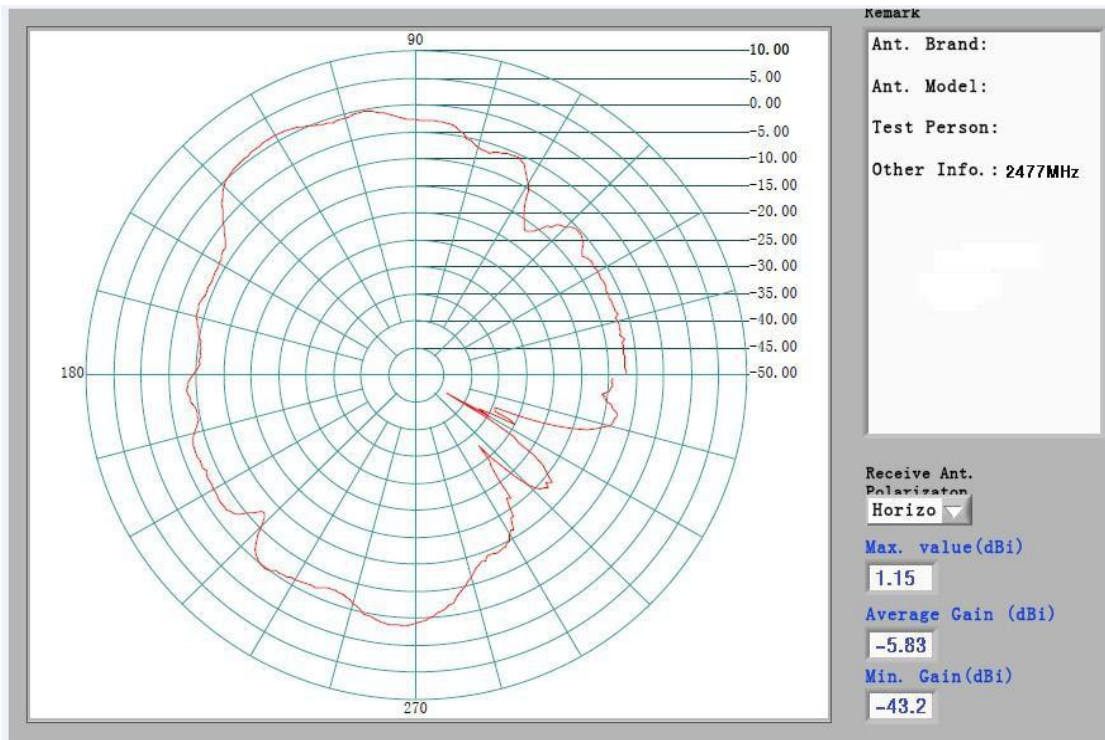 Remark
90
10.00
5.00
0.00
-5.00
-10.00
-15.00
-20.00
-25.00
-30.00
-35.00
-40.00
-45.00
-50.00
180
270
Ant. Brand:
Ant. Model:
Test Person:
Other Info.: 2477MHz
Receive Ant.
Polarizaton
Horizo
Max. value(dBi)
1.15
Average Gain (dBi)
-5.83
Min. Gain(dBi)
-43.2